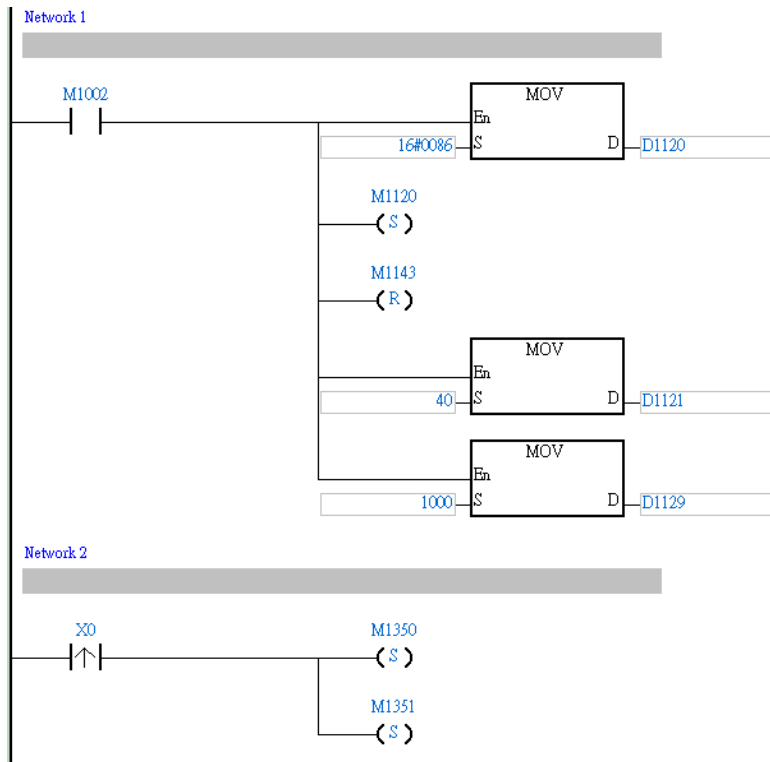 Network 1
M1002
MOV
En
16#0086 S D D1120
M1120
S
M1143
R
MOV
En
40 S D D1121
MOV
En
1000 S D D1129
Network 2
X0 M1350
S
M1351
S